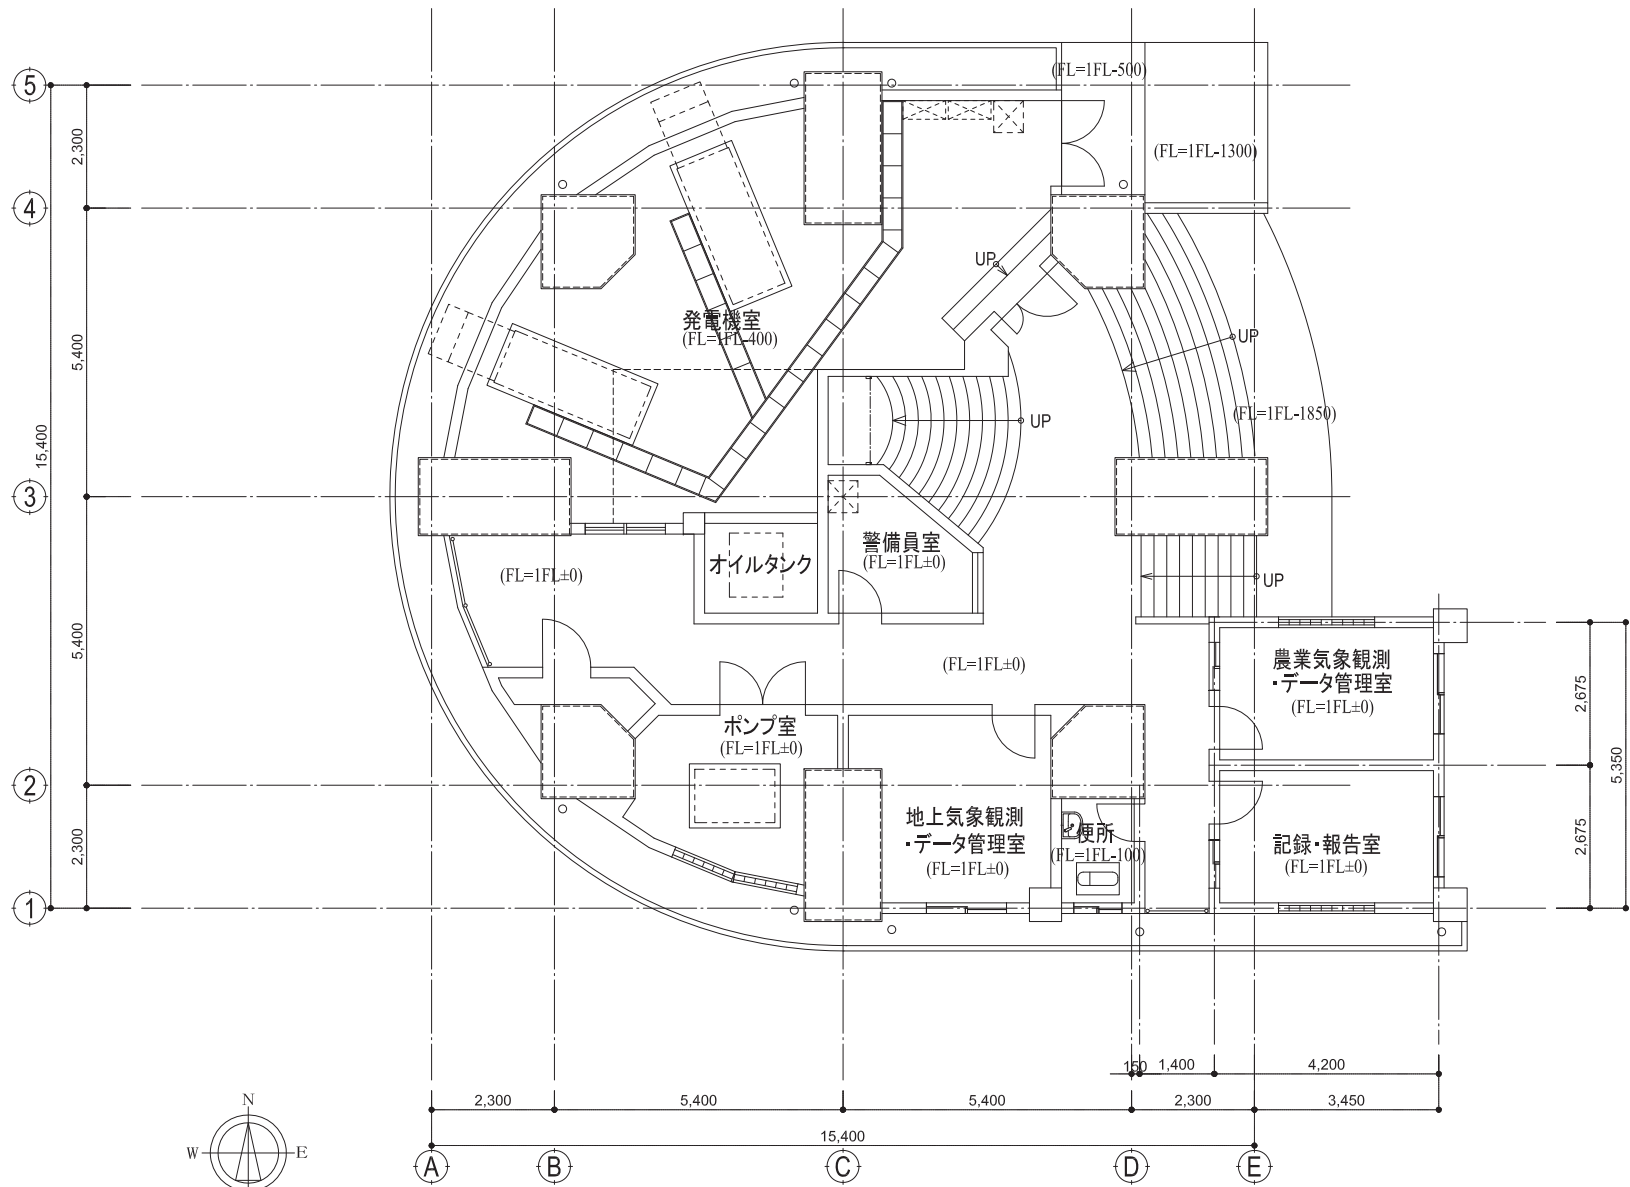 5
(FL=1FL-500)
2,300
(FL=1FL-1300)
4
UP
発電機室
(FL=1FL-400)
UP
5,400
15,400
(FL=1FL-1850)
UP
3
警備員室
(FL=1FL±0)
オイルタンク
(FL=1FL±0)
UP
5,400
(FL=1FL±0)
農業気象観測
・データ管理室
(FL=1FL±0)
2,675
5,350
ポンプ室
(FL=1FL±0)
2
地上気象観測
・データ管理室
(FL=1FL±0)
便所
(FL=1FL-100)
記録・報告室
(FL=1FL±0)
2,675
2,300
1
150
1,400
4,200
2,300
5,400
5,400
2,300
3,450
15,400
N
W
E
A
B
C
D
E